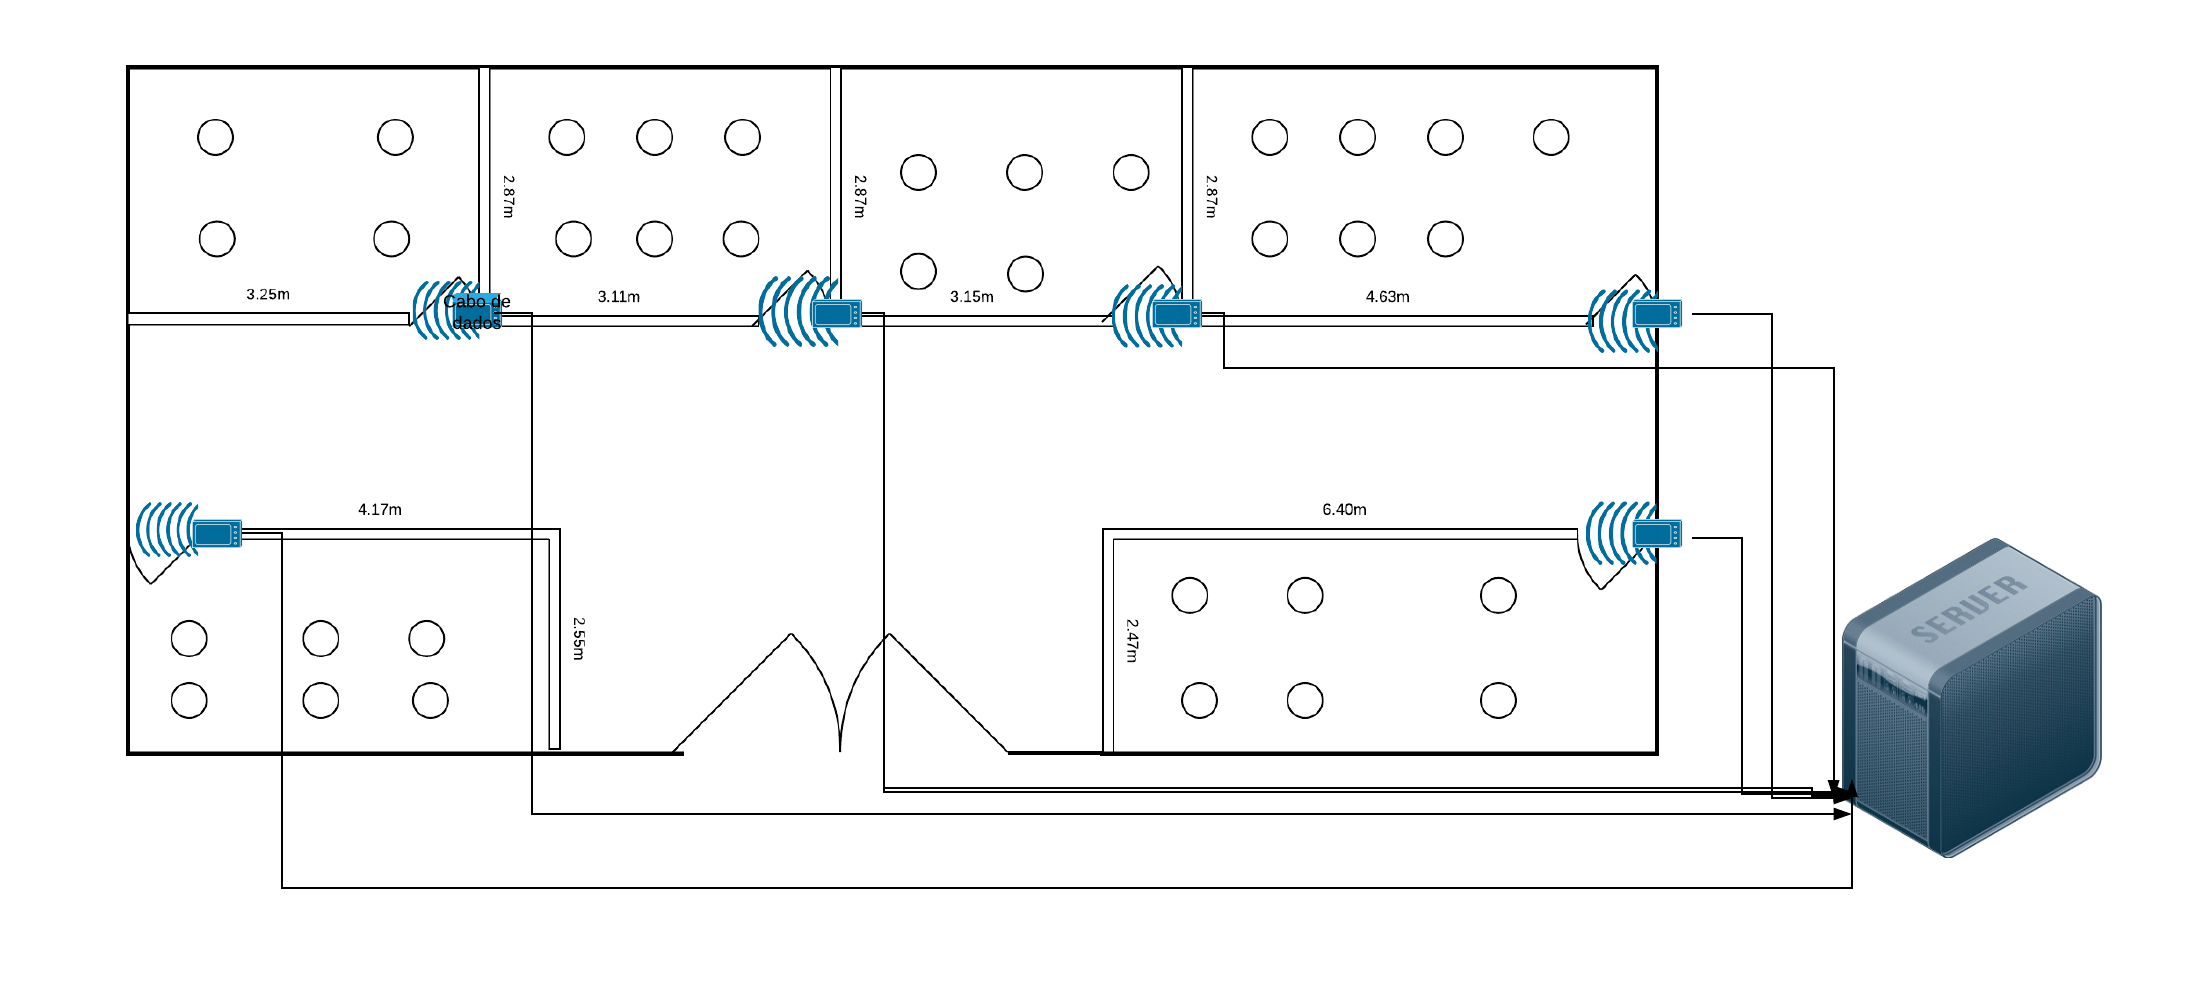 2.87m
2.87m
2.87m
3.25m
Cabo de
dados
3.11m
3.15m
4.63m
4.17m
6.40m
2.55m
2.47m
SERVER